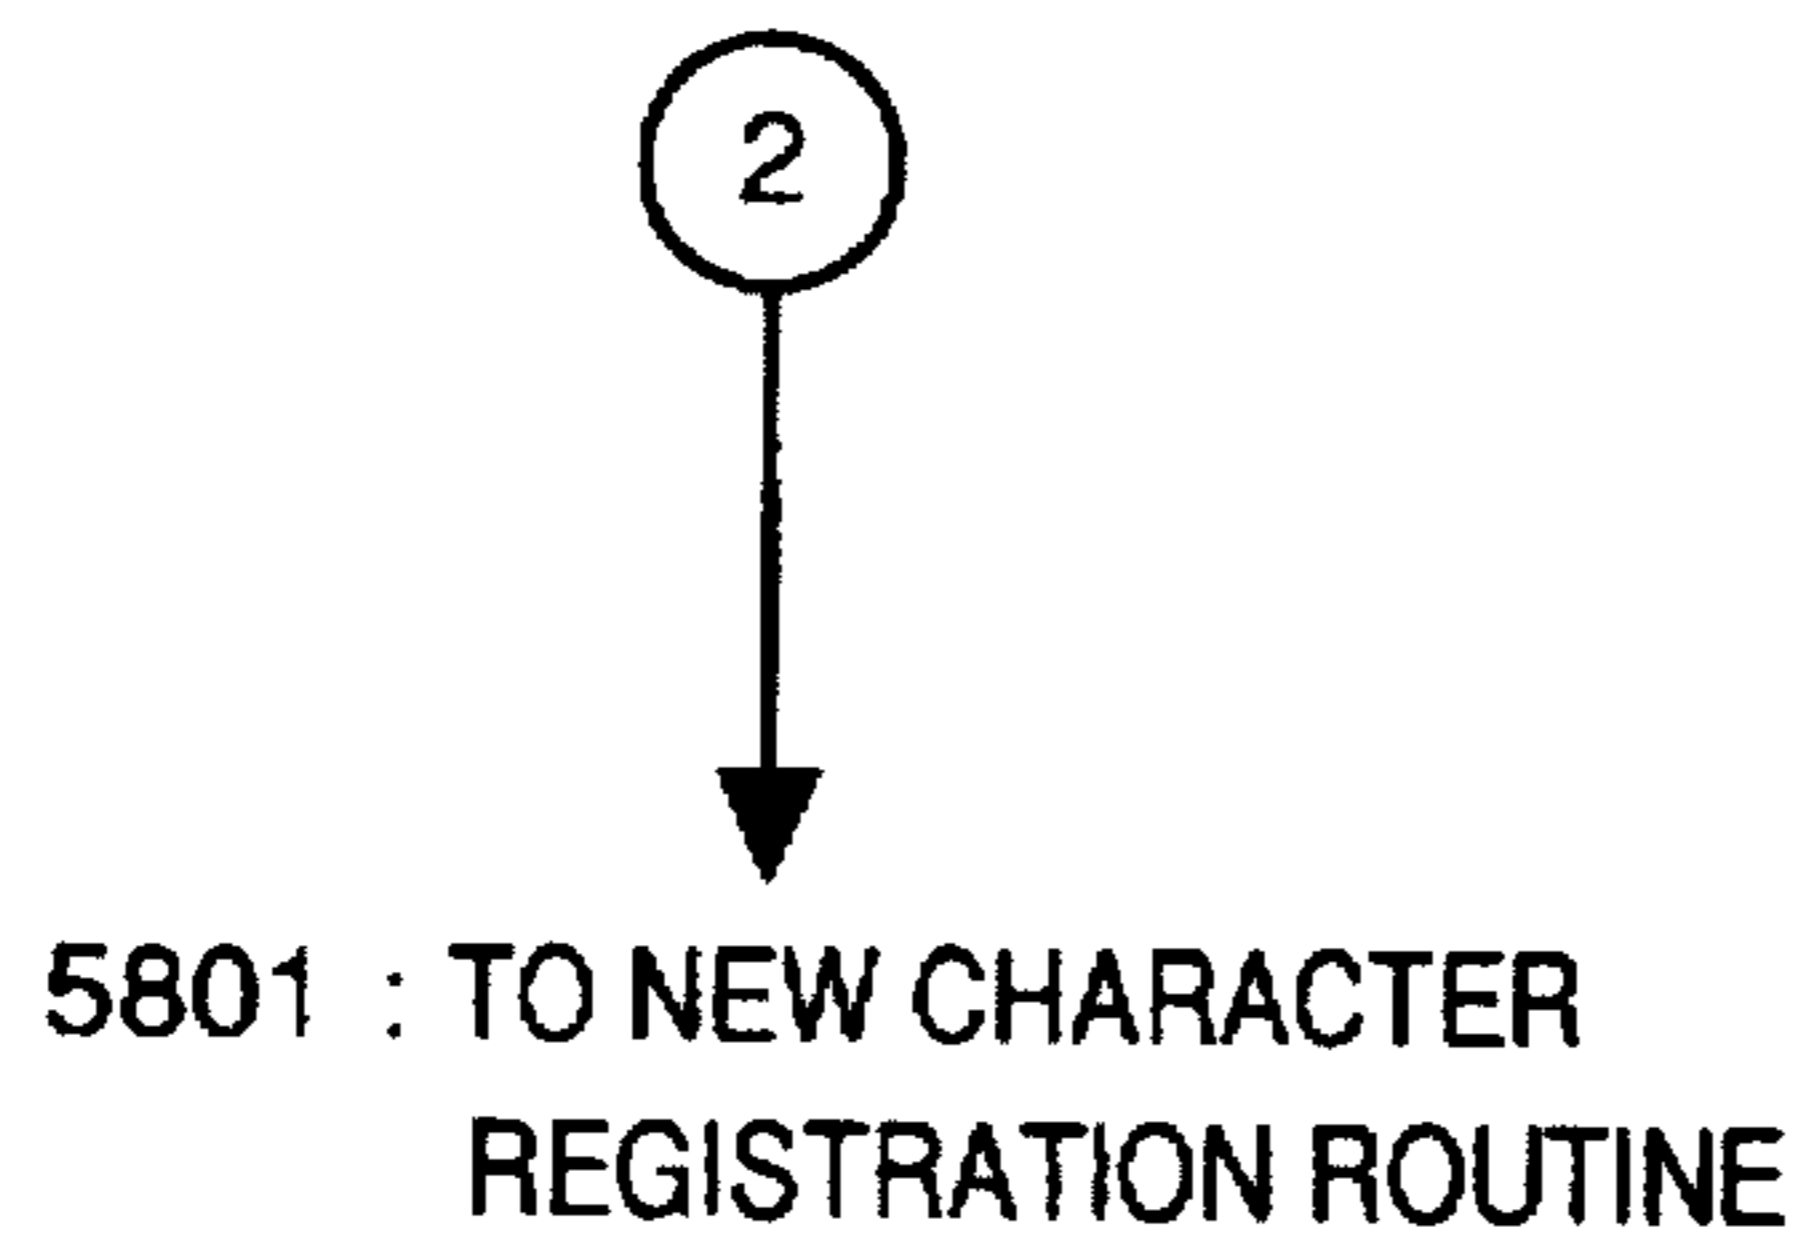 2
5801 : TO NEW CHARACTER
REGISTRATION ROUTINE